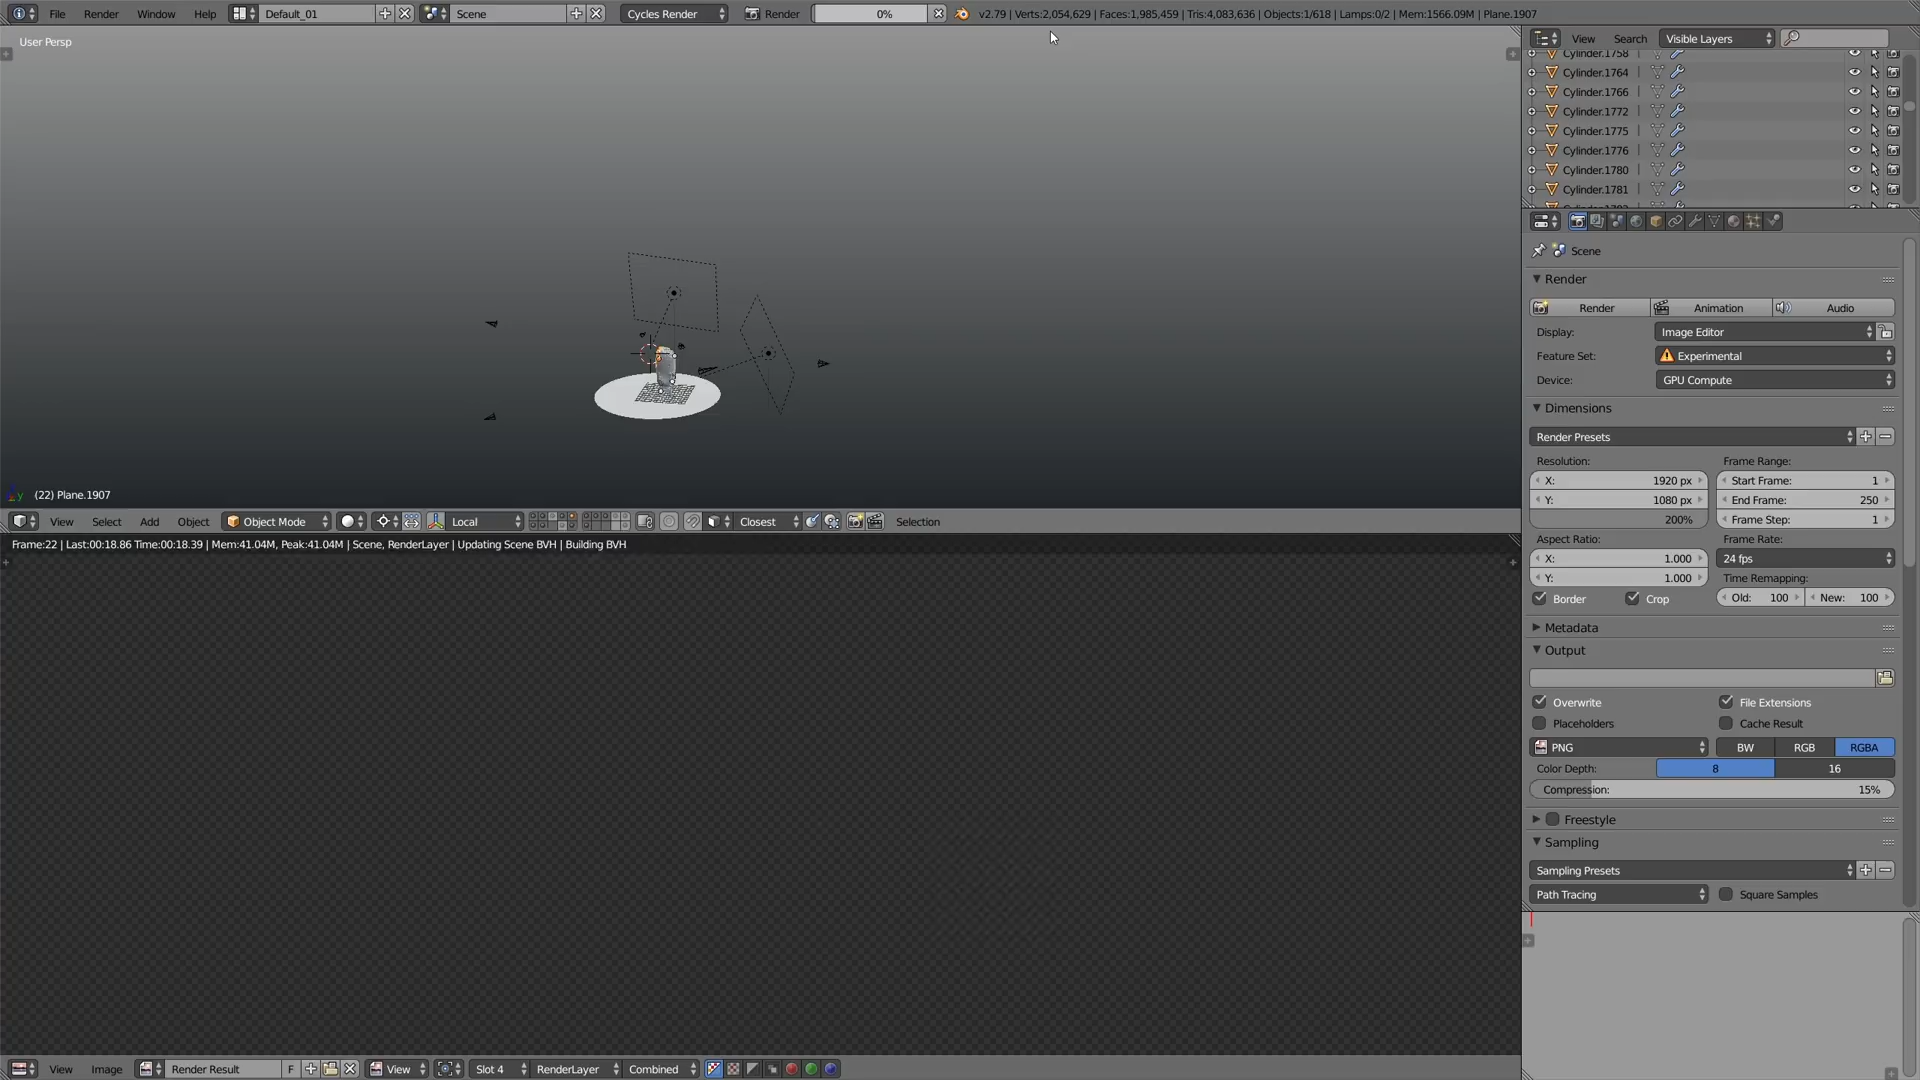 File Render Window Help Default_01 Scene Cycles Render Render 0% v2.79 | Verts:2,054,629 | Faces:1,985,459 | Tris:4,083,636 | Objects:1/618 | Lamps:0/2 | Mem:1566.09M | Plane.1907
User Persp
(22) Plane.1907
View Select Add Object Object Mode Local Closest Selection
Frame:22 | Last:00:18.86 Time:00:18.39 | Mem:41.04M, Peak:41.04M | Scene, RenderLayer | Updating Scene BVH | Building BVH
View Image Render Result F View Slot 4 RenderLayer Combined
View Search Visible Layers
Cylinder.1758
Cylinder.1764
Cylinder.1766
Cylinder.1772
Cylinder.1775
Cylinder.1776
Cylinder.1780
Cylinder.1781
Scene
Render
Render Animation Audio
Display: Image Editor
Feature Set: Experimental
Device: GPU Compute
Dimensions
Render Presets
Resolution: Frame Range:
X: 1920 px Start Frame: 1
Y: 1080 px End Frame: 250
200% Frame Step: 1
Aspect Ratio: Frame Rate:
X: 1.000 24 fps
Y: 1.000 Time Remapping:
Border Crop Old: 100 New: 100
Metadata
Output
Overwrite File Extensions
Placeholders Cache Result
PNG BW RGB RGBA
Color Depth: 8 16
Compression: 15%
Freestyle
Sampling
Sampling Presets
Path Tracing Square Samples